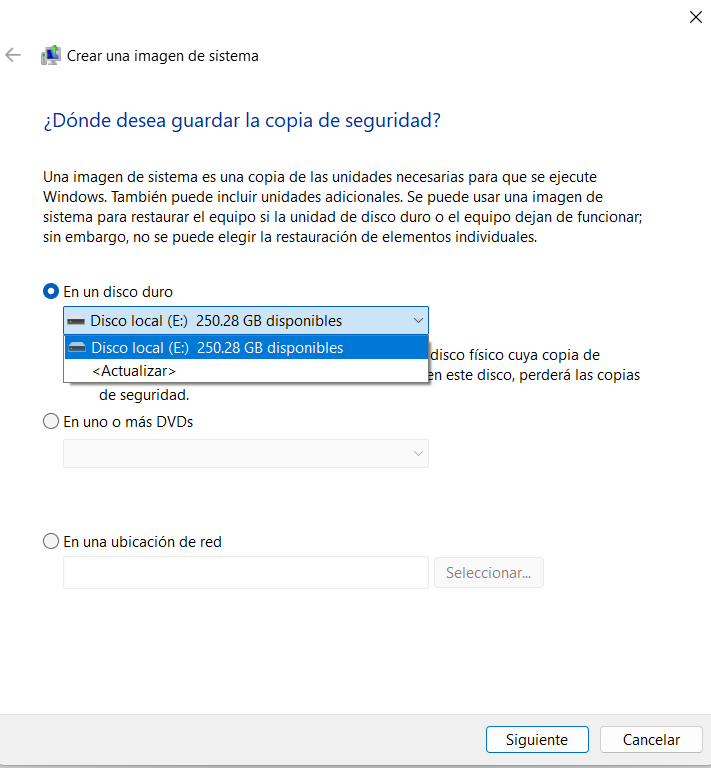 Crear una imagen de sistema
¿Dónde desea guardar la copia de seguridad?
Una imagen de sistema es una copia de las unidades necesarias para que se ejecute
Windows. También puede incluir unidades adicionales. Se puede usar una imagen de
sistema para restaurar el equipo si la unidad de disco duro o el equipo dejan de funcionar;
sin embargo, no se puede elegir la restauración de elementos individuales.
En un disco duro
Disco local (E:) 250.28 GB disponibles
Disco local (E:) 250.28 GB disponibles
disco físico cuya copia de
<Actualizar>
en este disco, perderá las copias
de seguridad.
En uno o más DVDs
En una ubicación de red
Seleccionar...
Siguiente
Cancelar